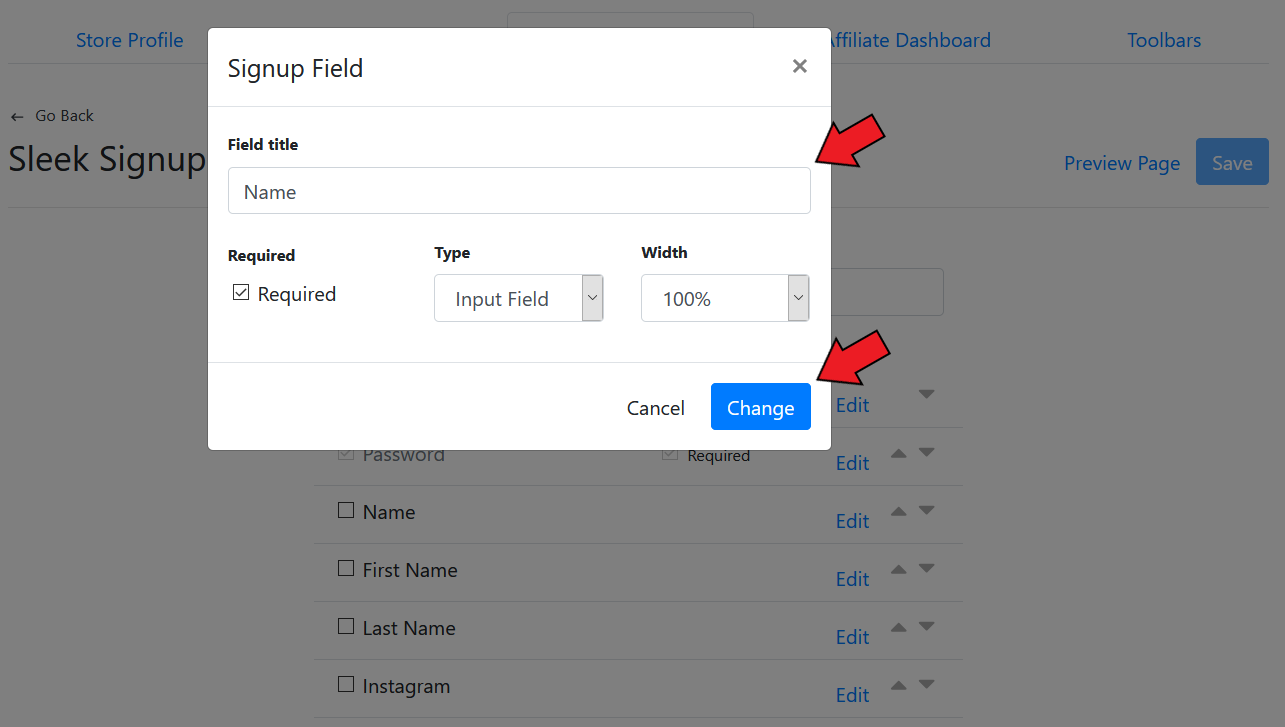 Store Profile
ffiliate Dashboard
Toolbars
Signup Field
×
← Go Back
Sleek Signup
Preview Page
Save
Field title
Name
Required
Type
Width
Required
Input Field
100%
Cancel
Change
Edit
Password
Required
Edit
Name
Edit
First Name
Edit
Last Name
Edit
Instagram
Edit